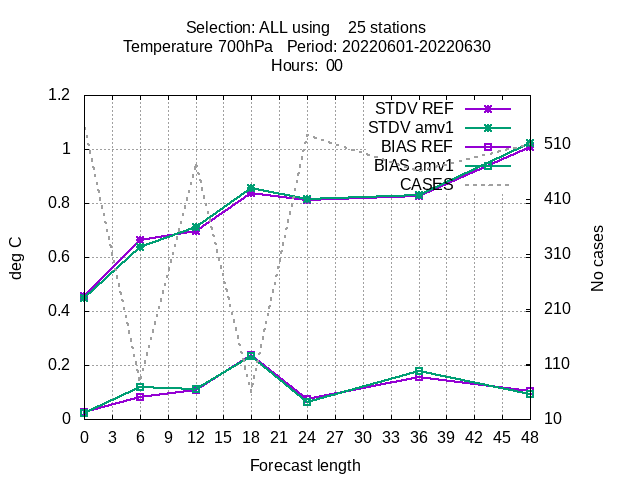 Selection: ALL using    25 stations
Temperature 700hPa   Period: 20220601-20220630
Hours:  00
STDV REF
STDV amv1
BIAS REF
BIAS amv1
CASES
1.2
1
0.8
0.6
0.4
0.2
0
510
410
310
210
110
10
deg C
No cases
0 3 6 9 12 15 18 21 24 27 30 33 36 39 42 45 48
Forecast length